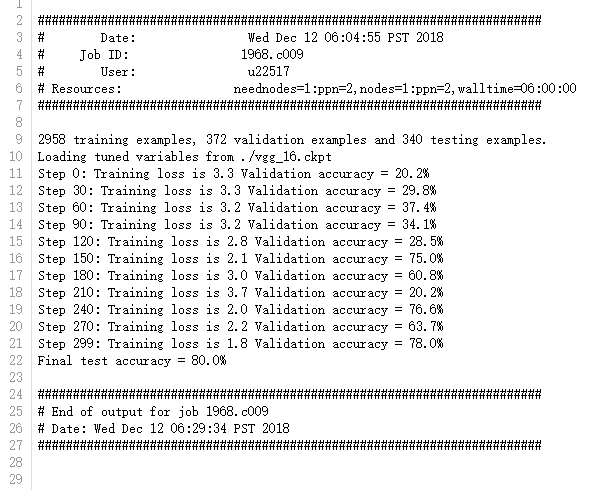 1
2 ########################################################################
3 # Date: Wed Dec 12 06:04:55 PST 2018
4 # Job ID: 1968.c009
5 # User: u22517
6 # Resources: neednodes=1:ppn=2,nodes=1:ppn=2,walltime=06:00:00
7 ########################################################################
8
9 2958 training examples, 372 validation examples and 340 testing examples.
10 Loading tuned variables from ./vgg_16.ckpt
11 Step 0: Training loss is 3.3 Validation accuracy = 20.2%
12 Step 30: Training loss is 3.3 Validation accuracy = 29.8%
13 Step 60: Training loss is 3.2 Validation accuracy = 37.4%
14 Step 90: Training loss is 3.2 Validation accuracy = 34.1%
15 Step 120: Training loss is 2.8 Validation accuracy = 28.5%
16 Step 150: Training loss is 2.1 Validation accuracy = 75.0%
17 Step 180: Training loss is 3.0 Validation accuracy = 60.8%
18 Step 210: Training loss is 3.7 Validation accuracy = 20.2%
19 Step 240: Training loss is 2.0 Validation accuracy = 76.6%
20 Step 270: Training loss is 2.2 Validation accuracy = 63.7%
21 Step 299: Training loss is 1.8 Validation accuracy = 78.0%
22 Final test accuracy = 80.0%
23
24 ########################################################################
25 # End of output for job 1968.c009
26 # Date: Wed Dec 12 06:29:34 PST 2018
27 ########################################################################
28
29